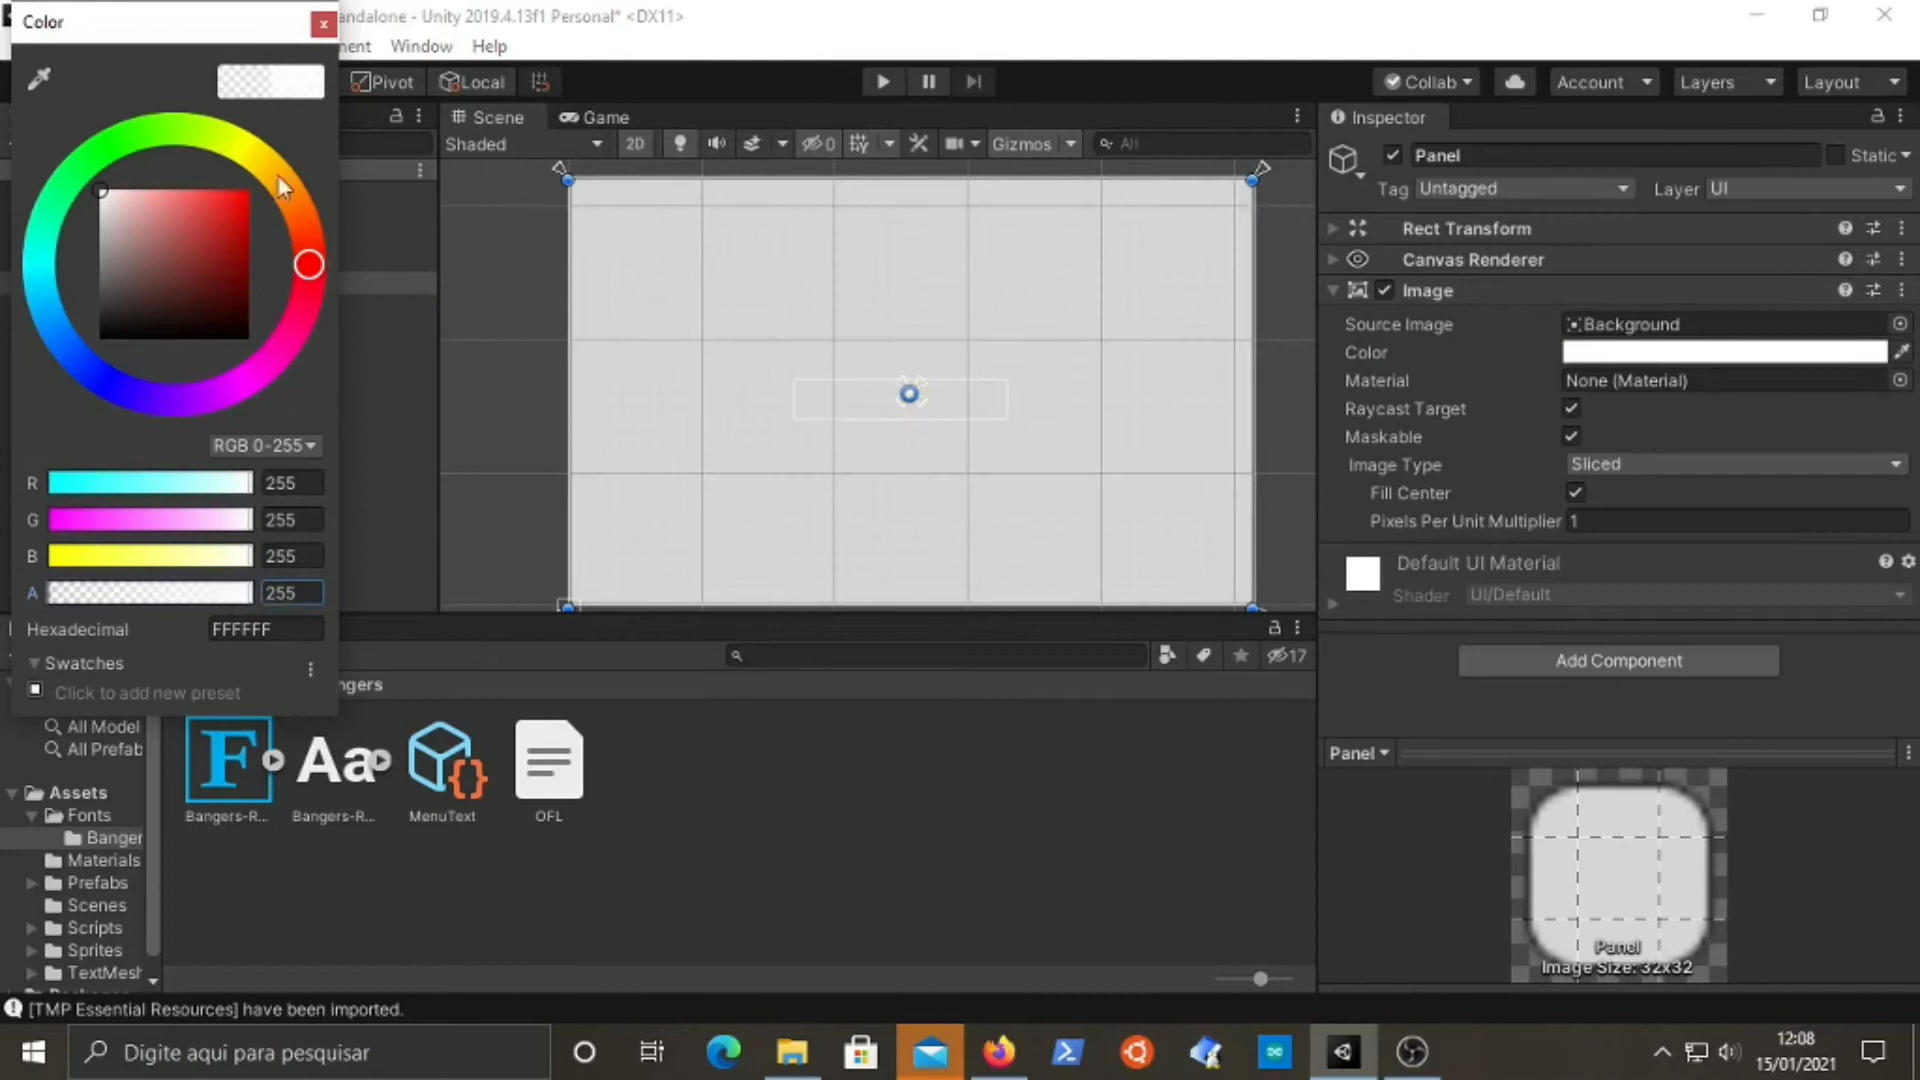 Color
x
andalone - Unity 2019.4.13f1 Personal* <DX11>
nent Window Help
Pivot Local
Collab Account Layers Layout
Scene Game
Inspector
Shaded 2D 0 Gizmos All
Panel Static
Tag Untagged Layer UI
Rect Transform
Canvas Renderer
Image
Source Image Background
Color
Material None (Material)
Raycast Target
Maskable
Image Type Sliced
Fill Center
Pixels Per Unit Multiplier 1
Default UI Material
Shader UI/Default
Add Component
RGB 0-255
R 255
G 255
B 255
A 255
Hexadecimal FFFFFF
Swatches
Click to add new preset
17
ngers
All Model
All Prefab
Assets
Fonts
Banger
Materials
Prefabs
Scenes
Scripts
Sprites
TextMesh
F
Aa
{}
Bangers-R...
Bangers-R...
MenuText
OFL
Panel
Panel
Image Size: 32x32
[TMP Essential Resources] have been imported.
Digite aqui para pesquisar
12:08
15/01/2021